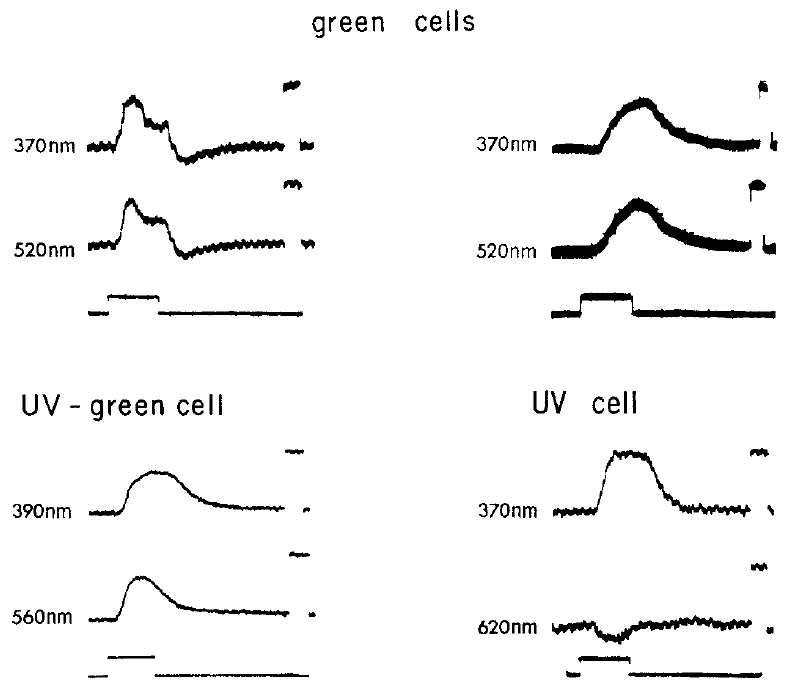 green cells
370nm
370nm
520nm
520nm
UV - green cell
UV cell
390nm
370nm
560nm
620nm